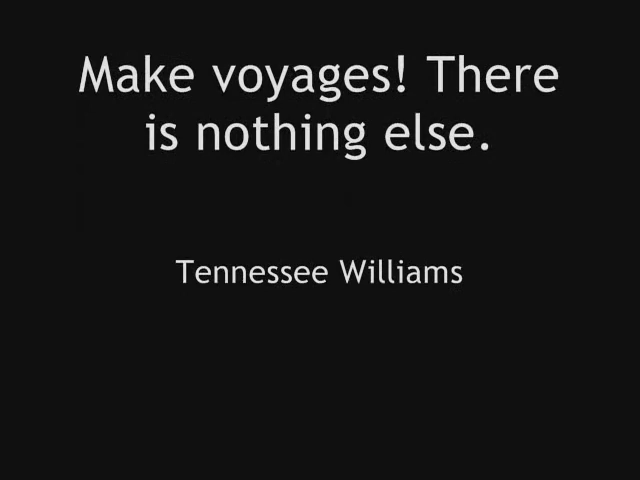 Make voyages! There
is nothing else.
Tennessee Williams